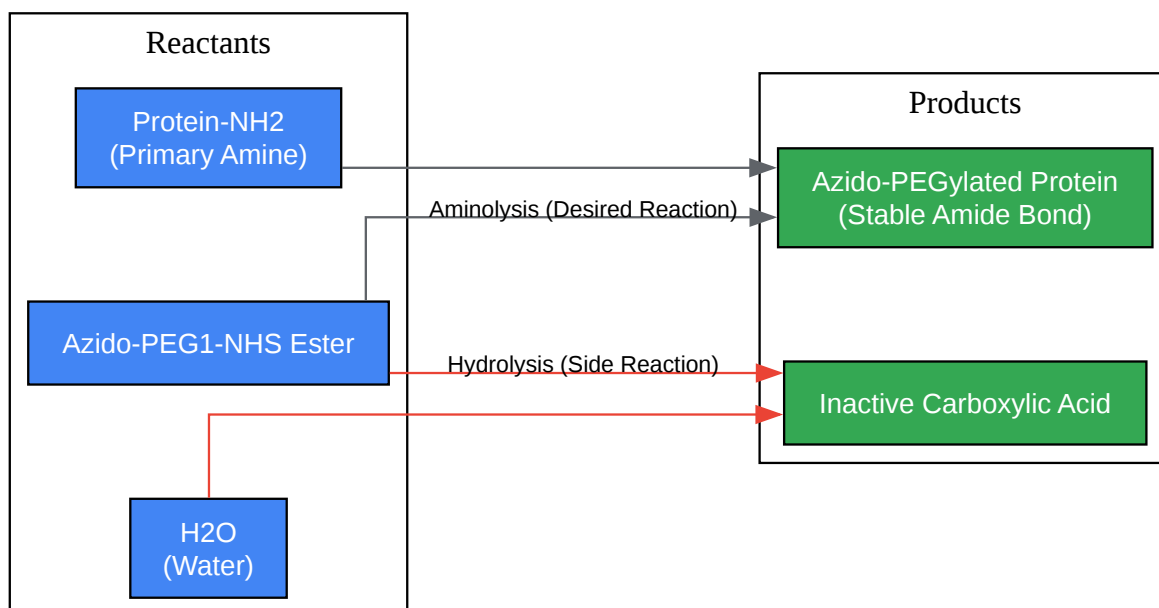 Reactants
Protein-NH2
(Primary Amine)
Azido-PEG1-NHS Ester
H2O
(Water)
Aminolysis (Desired Reaction)
Hydrolysis (Side Reaction)
Products
Azido-PEGylated Protein
(Stable Amide Bond)
Inactive Carboxylic Acid